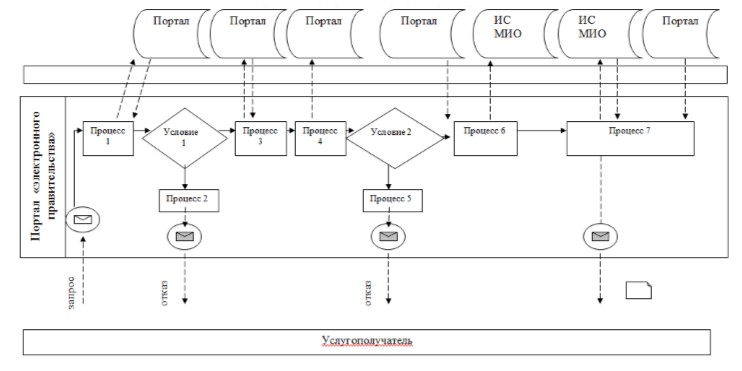 Портал
Портал
Портал
Портал
ИС
МИО
ИС
МИО
Портал
Портал «электронного
правительства»
Процесс
1
Условие
1
Процесс
3
Процесс
4
Условие 2
Процесс 6
Процесс 7
Процесс 2
Процесс 5
запрос
отказ
отказ
Услугополучатель